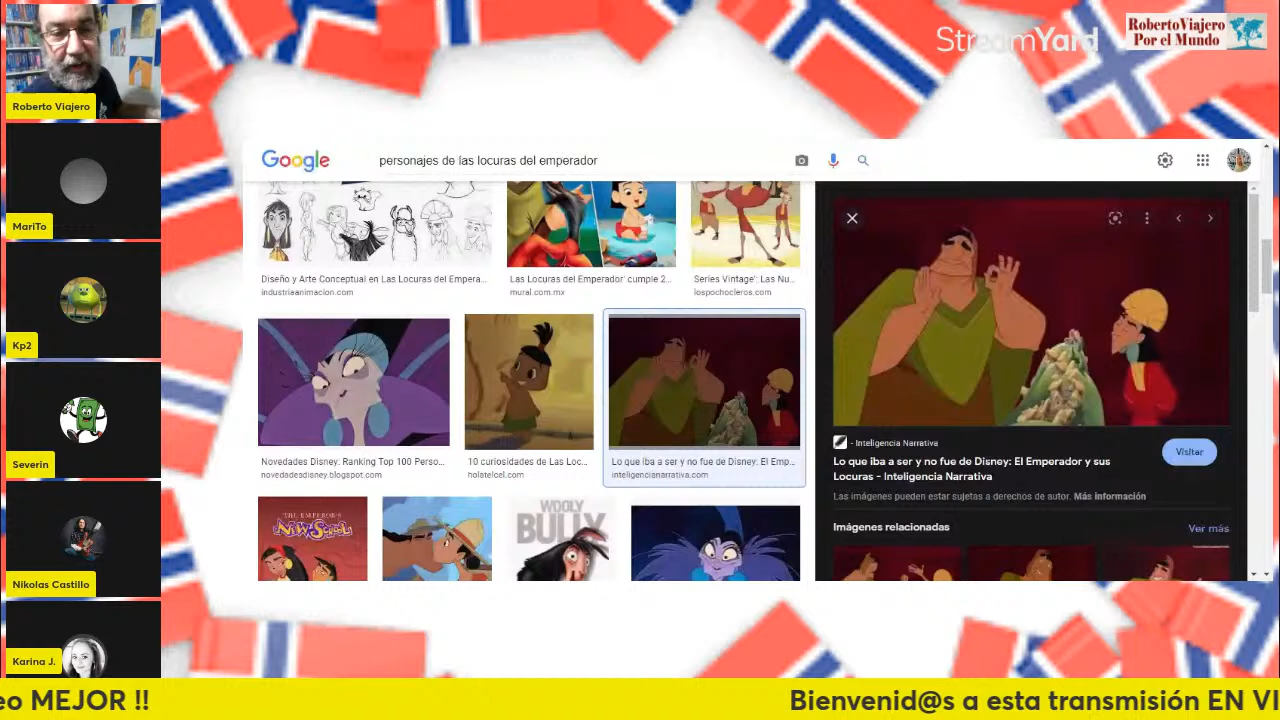 StreamYard
RobertoViajero
Por el Mundo
Roberto Viajero
MariTo
Kp2
Severin
Nikolas Castillo
Karina J.
Google
personajes de las locuras del emperador
Diseño y Arte Conceptual en Las Locuras del Empera...
industriaanimacion.com
Las Locuras del Emperador' cumple 2...
mural.com.mx
Series Vintage': Las Nu...
lospochocleros.com
Novedades Disney: Ranking Top 100 Perso...
novedadesdisney.blogspot.com
10 curiosidades de Las Loc...
holatelcel.com
Lo que iba a ser y no fue de Disney: El Emp...
inteligencianarrativa.com
THE EMPEROR'S
NEW SCHOOL
WOOLY
BULLY
- Inteligencia Narrativa
Lo que iba a ser y no fue de Disney: El Emperador y sus
Locuras - Inteligencia Narrativa
Visitar
Las imágenes pueden estar sujetas a derechos de autor. Más información
Imágenes relacionadas
Ver más
eo MEJOR !!
Bienvenid@s a esta transmisión EN VI